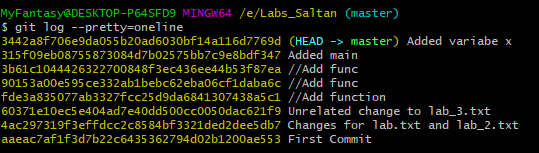 MyFantasy@DESKTOP-P64SFD9 MINGW64 /e/Labs_Saltan (master)
$ git log --pretty=oneline
3442a8f706e9da055b20ad6030bf14a116d7769d (HEAD -> master) Added variabe x
315f09eb08755873084d7b02575bb7c9e8bdf347 Added main
3b61c1044426322700848f3ec436ee44b53f87ea //Add func
90153a00e595ce332ab1bebc62eba06cf1daba6c //Add func
fde3a835077ab3327fcc25d9da6841307438a5c1 //Add function
60371e10ec5e404ad7e40dd500cc0050dac621f9 Unrelated change to lab_3.txt
4ac297319f3effdcc2c8584bf3321ded2dee5db7 Changes for lab.txt and lab_2.txt
aaeac7af1f3d7b22c6435362794d02b1200ae553 First Commit